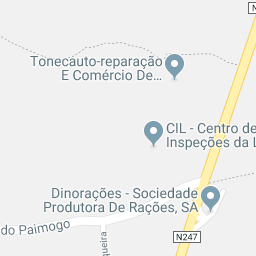 N247
Tonecauto-reparação
E Comércio De...
CIL - Centro de
Inspeções da L
Dinorações - Sociedade
Produtora De Rações, SA
do Paimogo
queira
N247